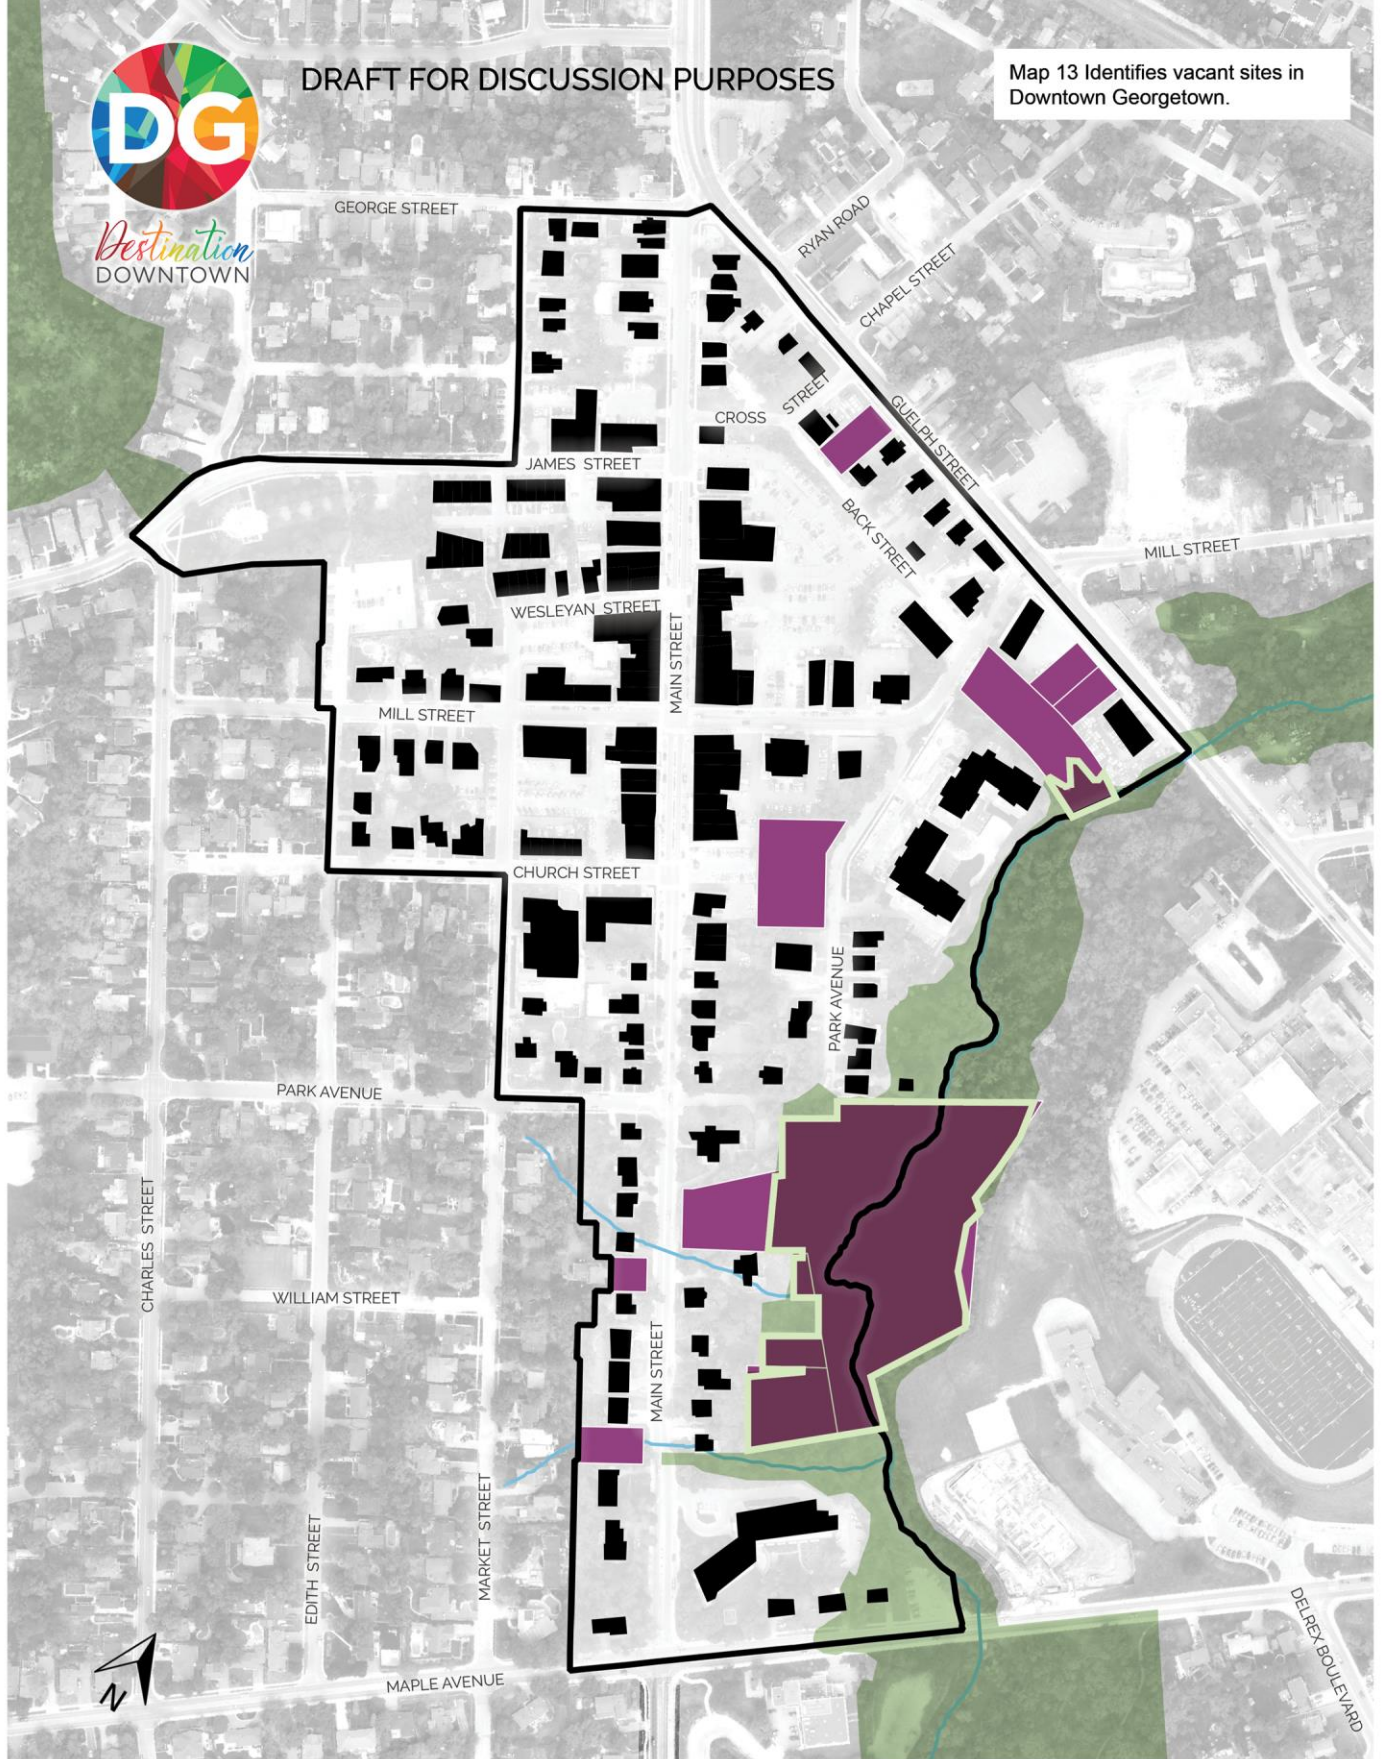 DRAFT FOR DISCUSSION PURPOSES
Map 13 Identifies vacant sites in
Downtown Georgetown.
DG
Destination
DOWNTOWN
GEORGE STREET
RYAN ROAD
CHAPEL STREET
GUELPH STREET
CROSS STREET
JAMES STREET
BACK STREET
MILL STREET
WESLEYAN STREET
MAIN STREET
MILL STREET
CHURCH STREET
PARK AVENUE
PARK AVENUE
CHARLES STREET
WILLIAM STREET
MAIN STREET
MARKET STREET
EDITH STREET
DELREX BOULEVARD
MAPLE AVENUE
N